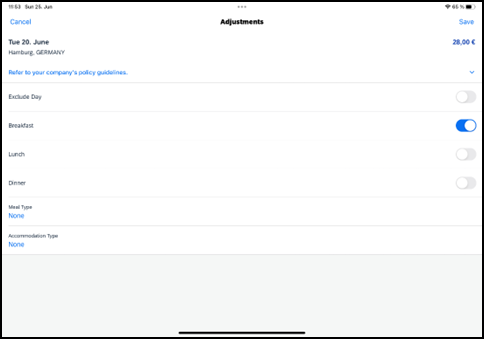 11:53 Sun 25. Jun
65 %
Cancel
Adjustments
Save
Tue 20. June
28,00 €
Hamburg, GERMANY
Refer to your company's policy guidelines.
Exclude Day
Breakfast
Lunch
Dinner
Meal Type
None
Accommodation Type
None